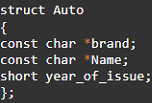 struct Auto
{
const char *brand;
const char *Name;
short year_of_issue;
};